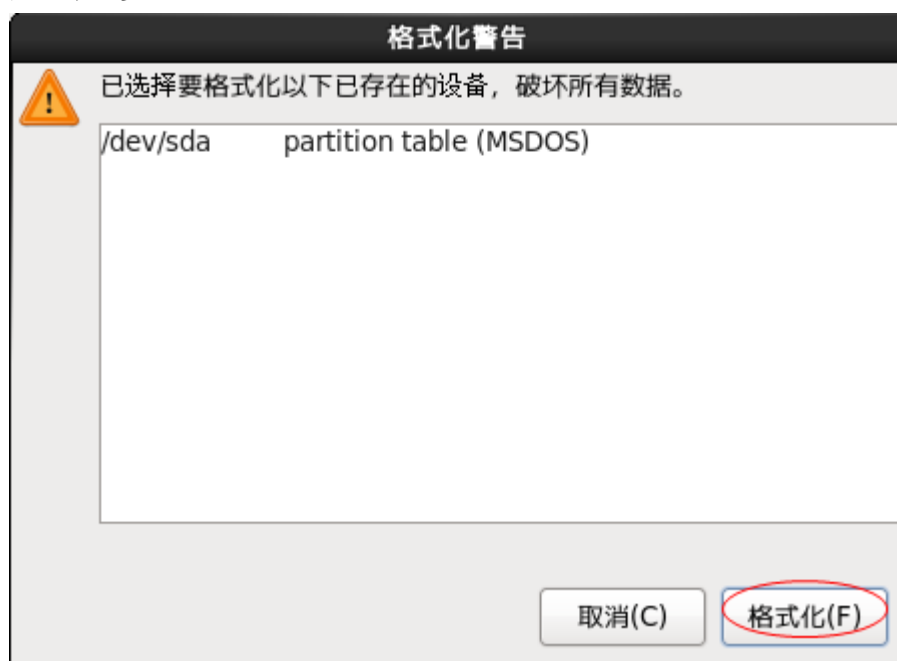 格式化警告
已选择要格式化以下已存在的设备，破坏所有数据。
/dev/sda partition table (MSDOS)
取消(C) 格式化(F)